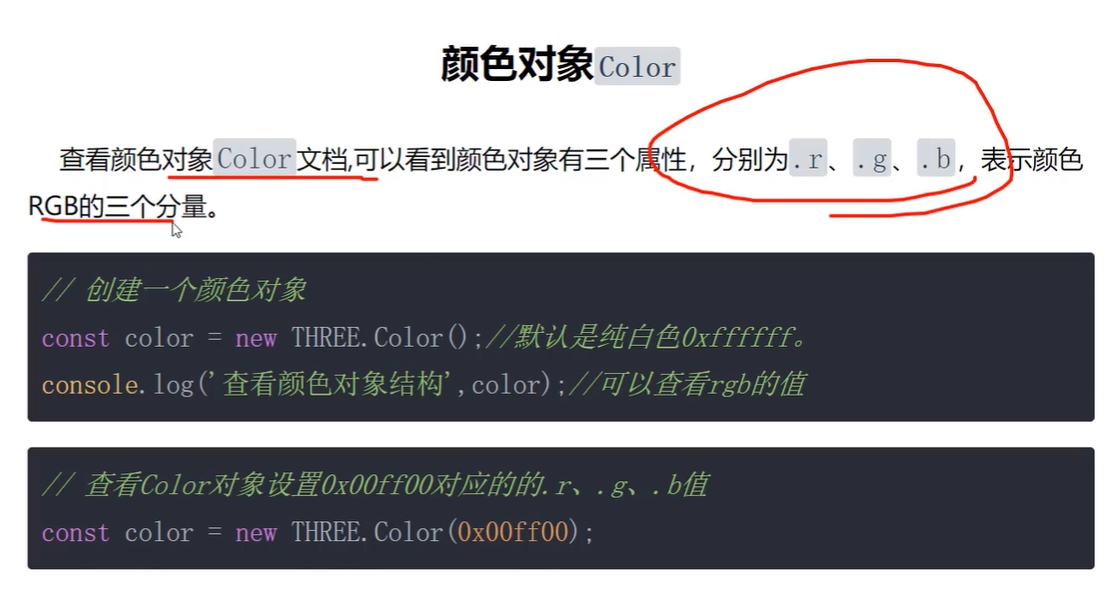 颜色对象Color
查看颜色对象Color文档,可以看到颜色对象有三个属性，分别为.r、.g、.b，表示颜色
RGB的三个分量。
// 创建一个颜色对象
const color = new THREE.Color();//默认是纯白色0xffffff。
console.log('查看颜色对象结构',color);//可以查看rgb的值
// 查看Color对象设置0x00ff00对应的的.r、.g、.b值
const color = new THREE.Color(0x00ff00);